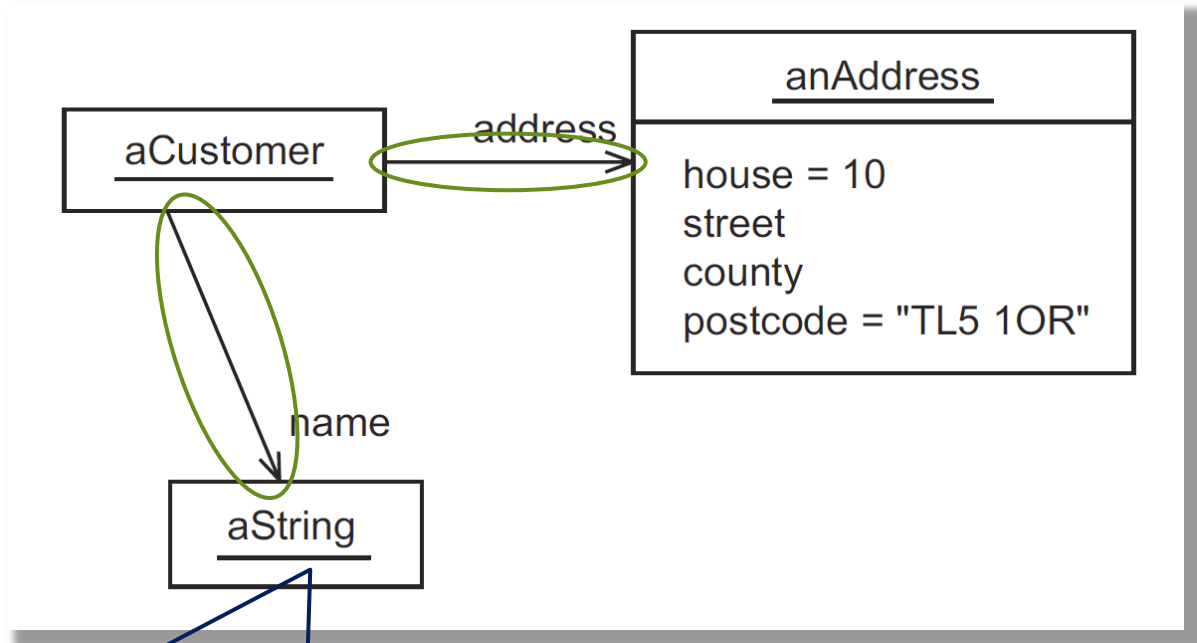 anAddress
aCustomer
address
house = 10
street
county
postcode = "TL5 1OR"
name
aString